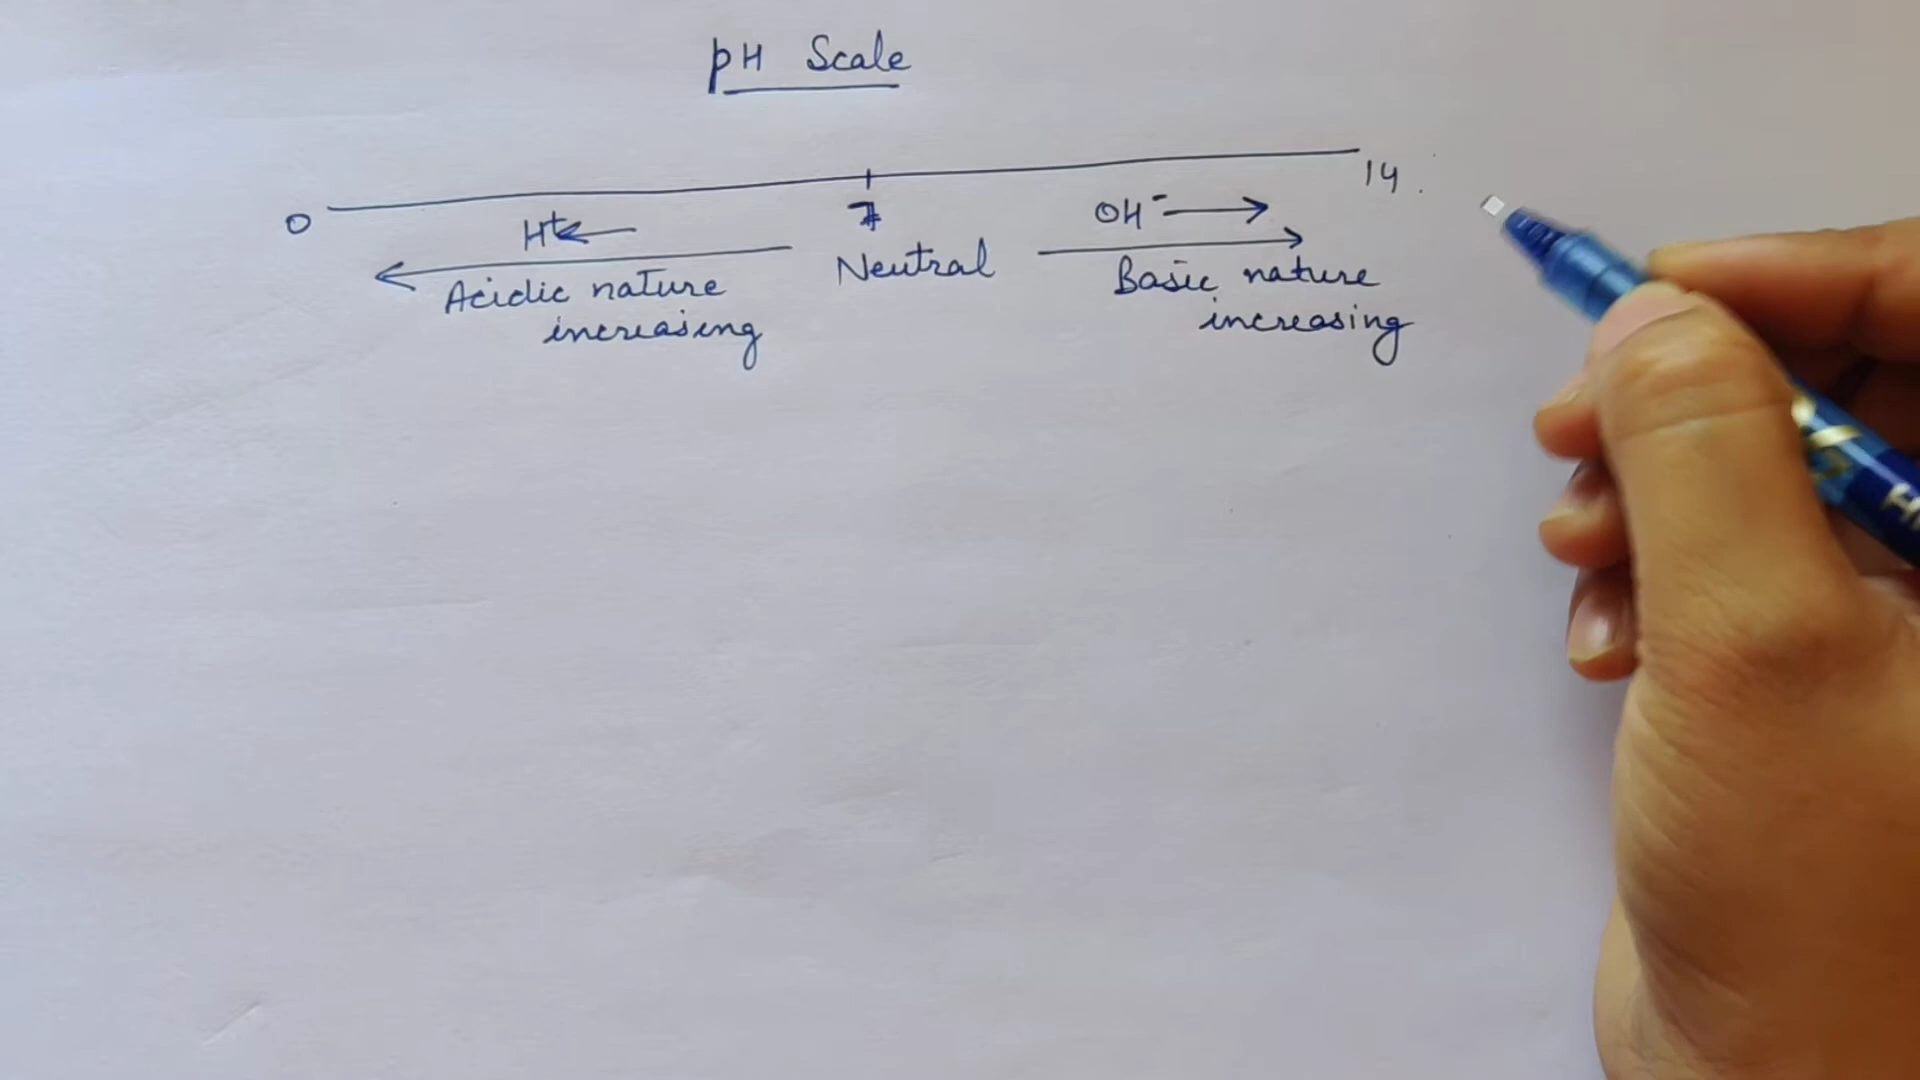 pH Scale
0 7 14.
H+ ← OH- →
Acidic nature increasing Neutral Basic nature increasing